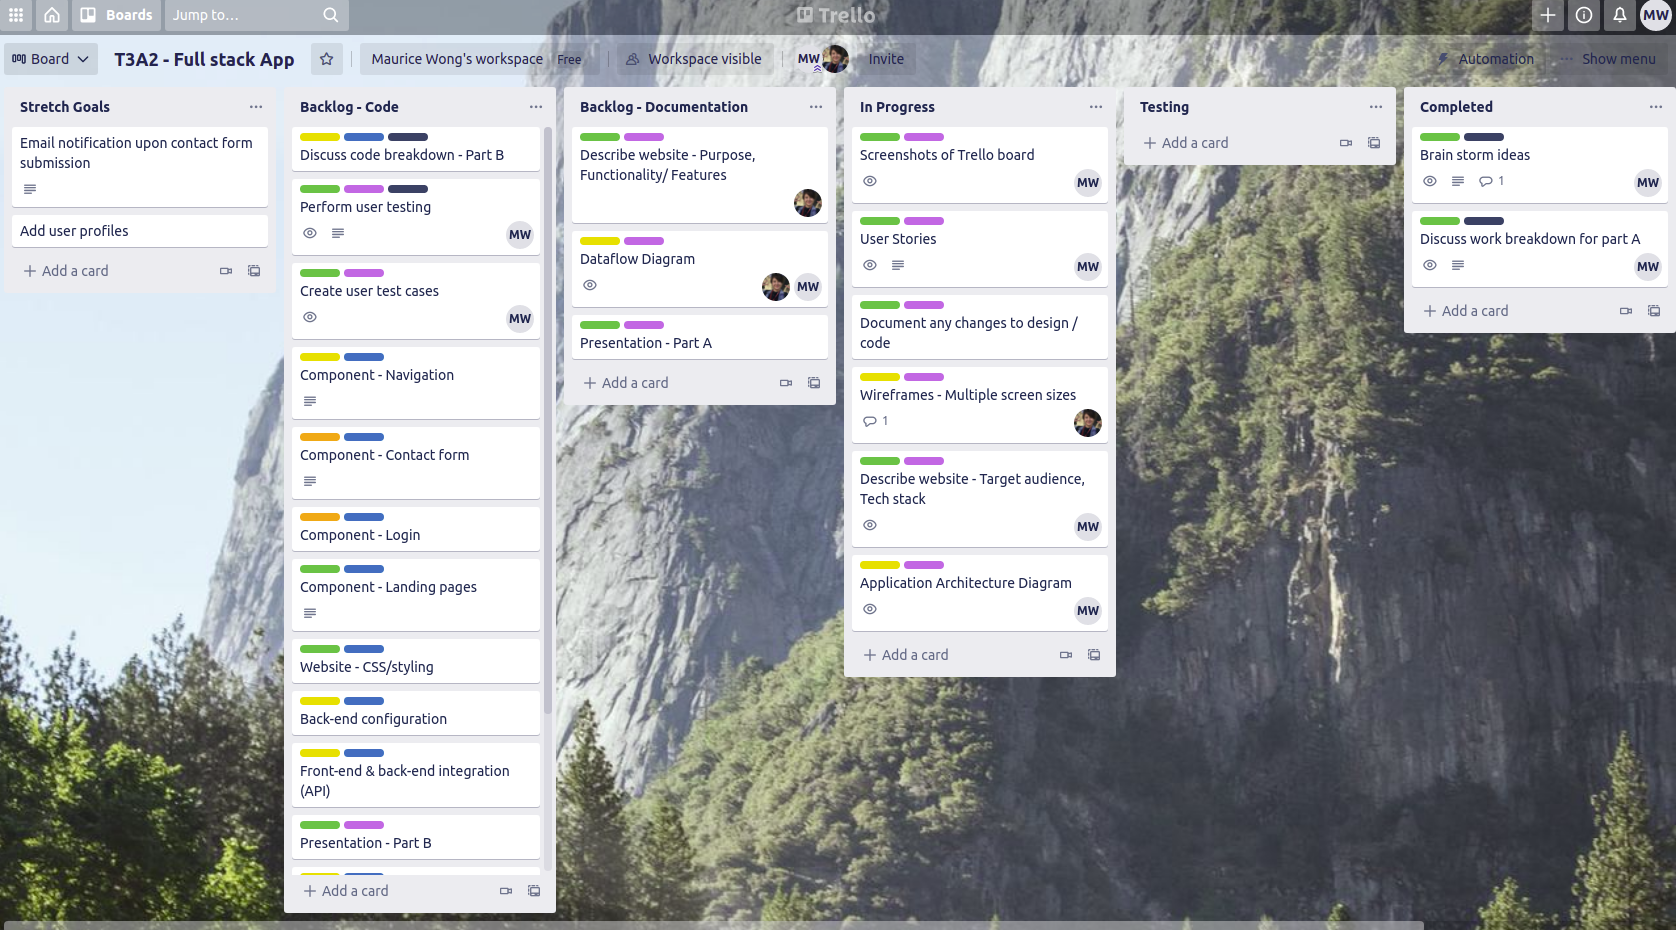 Boards
Jump to...
Trello
MW
Board
T3A2 - Full stack App
Maurice Wong's workspace Free
Workspace visible
MW
Invite
Automation
Show menu
Stretch Goals
Email notification upon contact form
submission
Add user profiles
Add a card
Backlog - Code
Discuss code breakdown - Part B
Perform user testing
MW
Create user test cases
MW
Component - Navigation
Component - Contact form
Component - Login
Component - Landing pages
Website - CSS/styling
Back-end configuration
Front-end & back-end integration
(API)
Presentation - Part B
Add a card
Backlog - Documentation
Describe website - Purpose,
Functionality/ Features
Dataflow Diagram
MW
Presentation - Part A
Add a card
In Progress
Screenshots of Trello board
MW
User Stories
MW
Document any changes to design /
code
Wireframes - Multiple screen sizes
1
Describe website - Target audience,
Tech stack
MW
Application Architecture Diagram
MW
Add a card
Testing
Add a card
Completed
Brain storm ideas
1
MW
Discuss work breakdown for part A
MW
Add a card